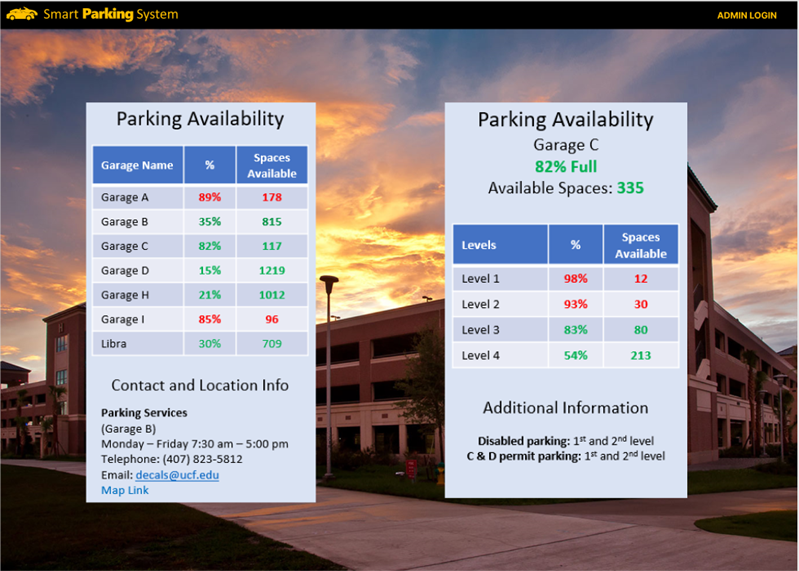 Smart Parking System
ADMIN LOGIN
Parking Availability
Garage Name % Spaces Available
Garage A 89% 178
Garage B 35% 815
Garage C 82% 117
Garage D 15% 1219
Garage H 21% 1012
Garage I 85% 96
Libra 30% 709
Contact and Location Info
Parking Services
(Garage B)
Monday – Friday 7:30 am – 5:00 pm
Telephone: (407) 823-5812
Email: decals@ucf.edu
Map Link
Parking Availability
Garage C
82% Full
Available Spaces: 335
Levels % Spaces Available
Level 1 98% 12
Level 2 93% 30
Level 3 83% 80
Level 4 54% 213
Additional Information
Disabled parking: 1st and 2nd level
C & D permit parking: 1st and 2nd level